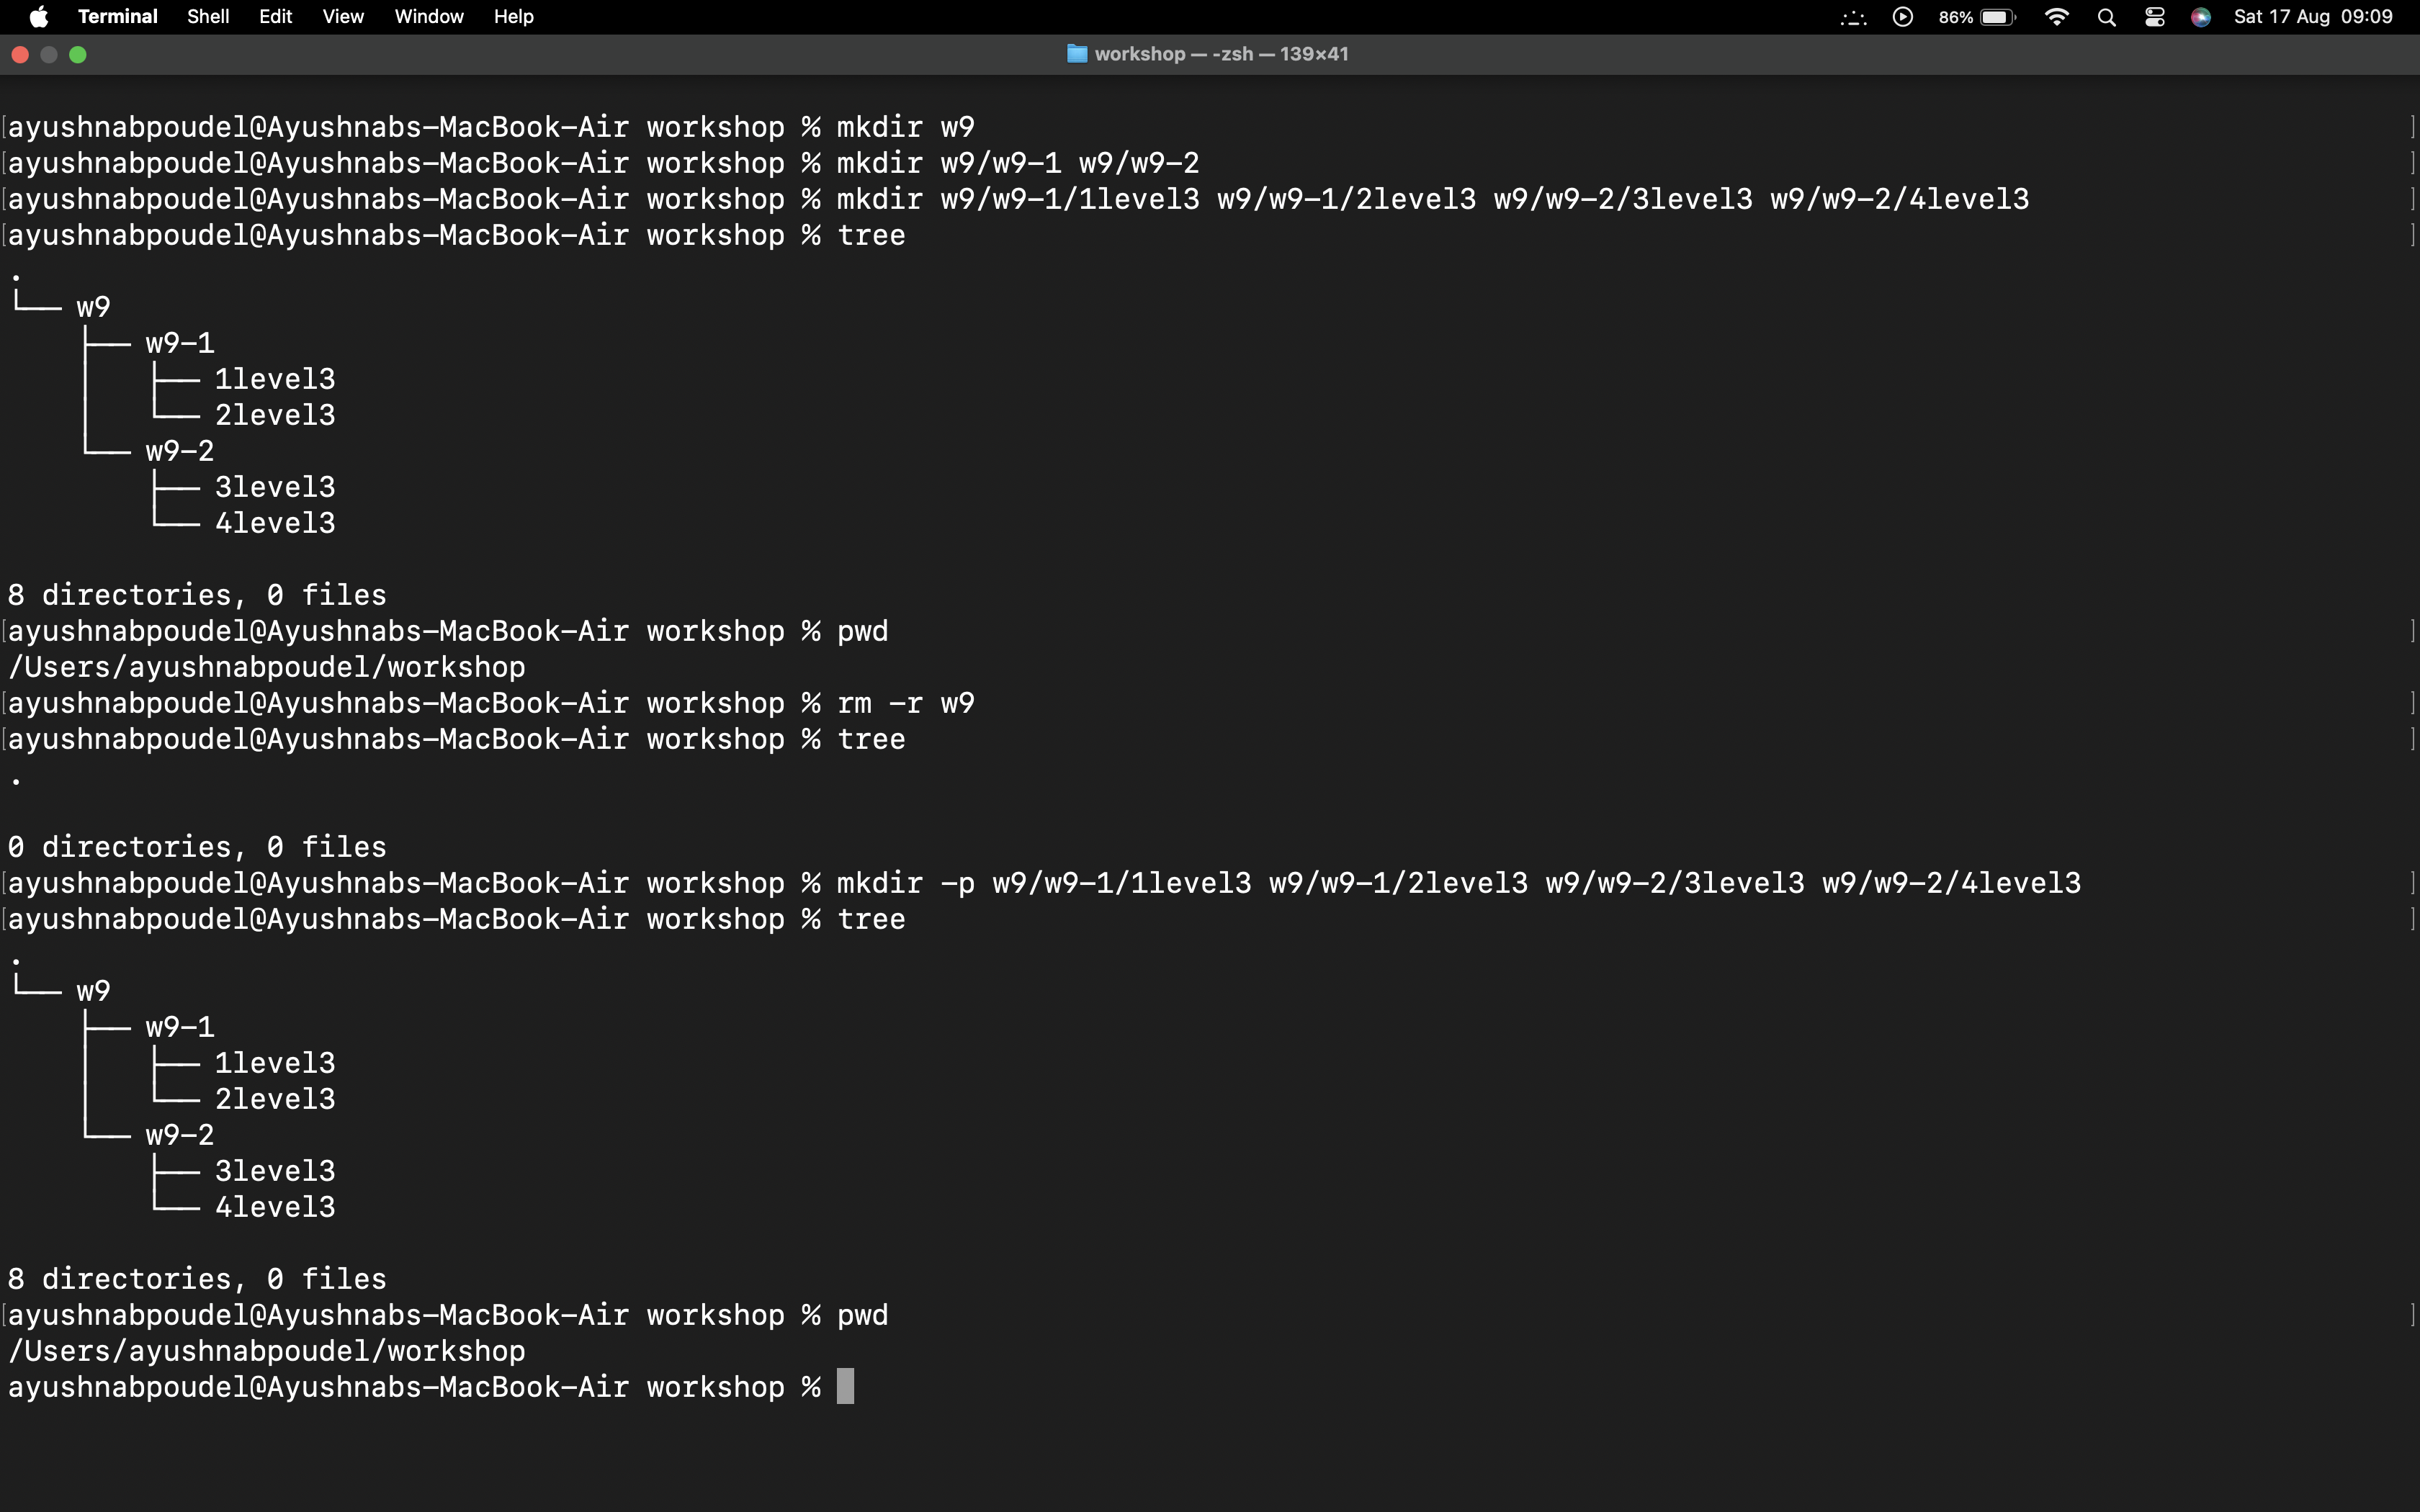 Terminal Shell Edit View Window Help 86% Sat 17 Aug 09:09
workshop — -zsh — 139×41
[ayushnabpoudel@Ayushnabs-MacBook-Air workshop % mkdir w9 ]
[ayushnabpoudel@Ayushnabs-MacBook-Air workshop % mkdir w9/w9-1 w9/w9-2 ]
[ayushnabpoudel@Ayushnabs-MacBook-Air workshop % mkdir w9/w9-1/1level3 w9/w9-1/2level3 w9/w9-2/3level3 w9/w9-2/4level3 ]
[ayushnabpoudel@Ayushnabs-MacBook-Air workshop % tree ]
.
└── w9
    ├── w9-1
    │   ├── 1level3
    │   └── 2level3
    └── w9-2
        ├── 3level3
        └── 4level3

8 directories, 0 files
[ayushnabpoudel@Ayushnabs-MacBook-Air workshop % pwd ]
/Users/ayushnabpoudel/workshop
[ayushnabpoudel@Ayushnabs-MacBook-Air workshop % rm -r w9 ]
[ayushnabpoudel@Ayushnabs-MacBook-Air workshop % tree ]
.

0 directories, 0 files
[ayushnabpoudel@Ayushnabs-MacBook-Air workshop % mkdir -p w9/w9-1/1level3 w9/w9-1/2level3 w9/w9-2/3level3 w9/w9-2/4level3 ]
[ayushnabpoudel@Ayushnabs-MacBook-Air workshop % tree ]
.
└── w9
    ├── w9-1
    │   ├── 1level3
    │   └── 2level3
    └── w9-2
        ├── 3level3
        └── 4level3

8 directories, 0 files
[ayushnabpoudel@Ayushnabs-MacBook-Air workshop % pwd ]
/Users/ayushnabpoudel/workshop
ayushnabpoudel@Ayushnabs-MacBook-Air workshop %